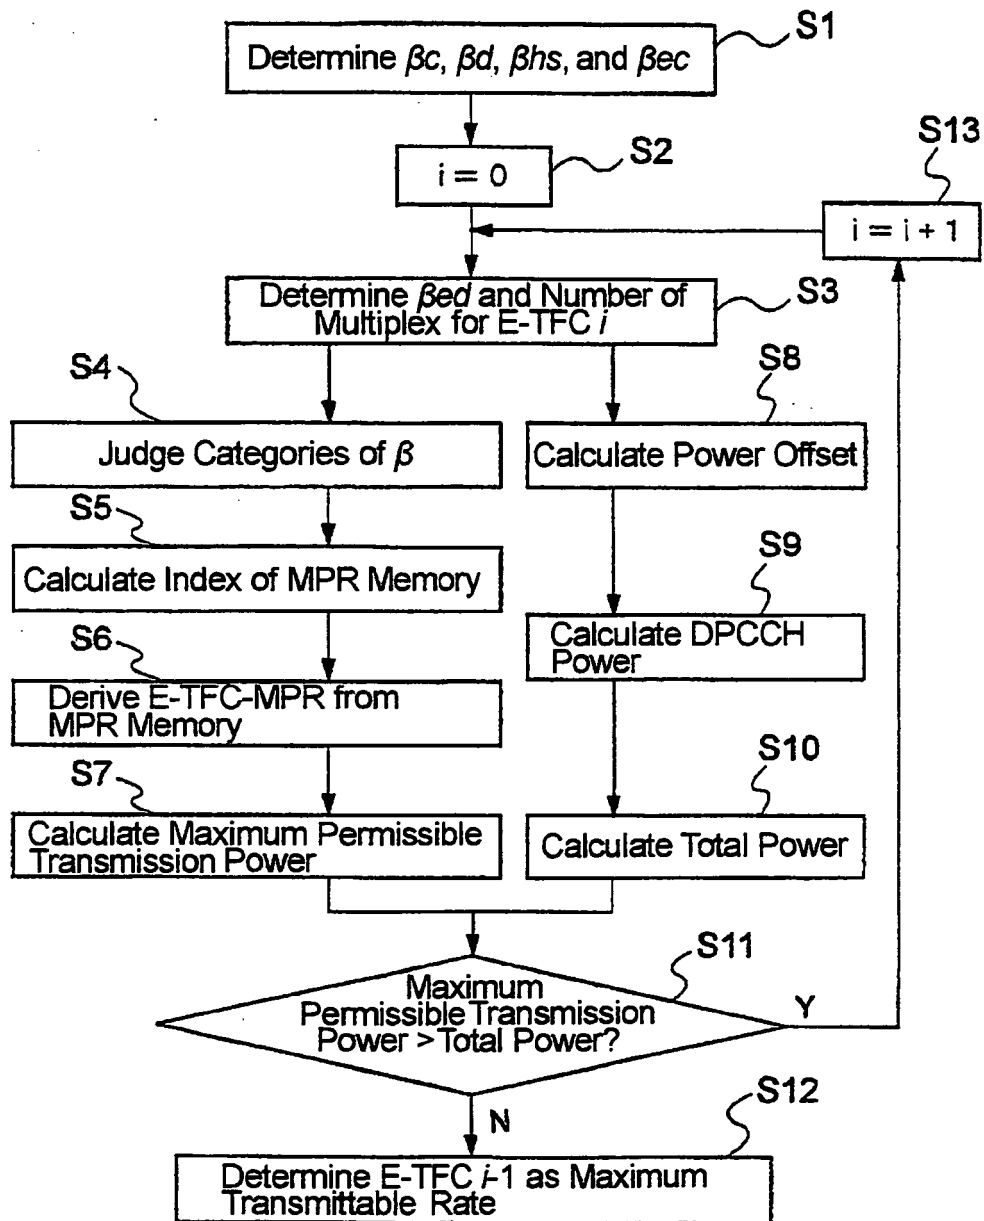 S1
Determine βc, βd, βhs, and βec
S2
i = 0
S13
i = i + 1
S3
Determine βed and Number of
Multiplex for E-TFC i
S4
Judge Categories of β
S8
Calculate Power Offset
S5
Calculate Index of MPR Memory
S9
Calculate DPCCH
Power
S6
Derive E-TFC-MPR from
MPR Memory
S7
Calculate Maximum Permissible
Transmission Power
S10
Calculate Total Power
S11
Maximum
Permissible Transmission
Power > Total Power?
Y
N
S12
Determine E-TFC i-1 as Maximum
Transmittable Rate